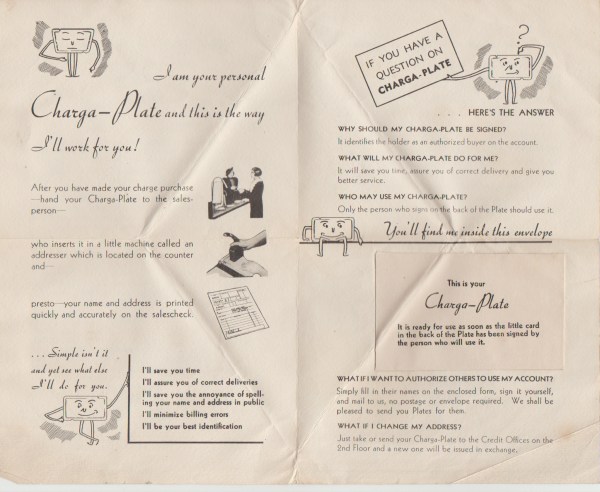 I am your personal
Charga-Plate and this is the way
I'll work for you!
After you have made your charge purchase
—hand your Charga-Plate to the sales-
person—
who inserts it in a little machine called an
addresser which is located on the counter
and—
presto—your name and address is printed
quickly and accurately on the salescheck.
. . . Simple isn't it
and yet see what else
I'll do for you.
I'll save you time
I'll assure you of correct deliveries
I'll save you the annoyance of spell-
ing your name and address in public
I'll minimize billing errors
I'll be your best identification
IF YOU HAVE A
QUESTION ON
CHARGA-PLATE
?
. . . HERE'S THE ANSWER
WHY SHOULD MY CHARGA-PLATE BE SIGNED?
It identifies the holder as an authorized buyer on the account.
WHAT WILL MY CHARGA-PLATE DO FOR ME?
It will save you time, assure you of correct delivery and give you
better service.
WHO MAY USE MY CHARGA-PLATE?
Only the person who signs on the back of the Plate should use it.
You'll find me inside this envelope
This is your
Charga-Plate
It is ready for use as soon as the little card
in the back of the Plate has been signed by
the person who will use it.
WHAT IF I WANT TO AUTHORIZE OTHERS TO USE MY ACCOUNT?
Simply fill in their names on the enclosed form, sign it yourself,
and mail to us, no postage or envelope required. We shall be
pleased to send you Plates for them.
WHAT IF I CHANGE MY ADDRESS?
Just take or send your Charga-Plate to the Credit Offices on the
2nd Floor and a new one will be issued in exchange.